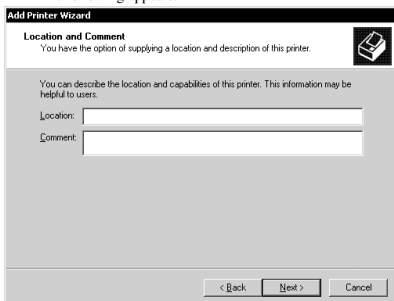 Add Printer Wizard
Location and Comment
You have the option of supplying a location and description of this printer.
You can describe the location and capabilities of this printer. This information may be
helpful to users.
Location:
Comment:
< Back Next > Cancel